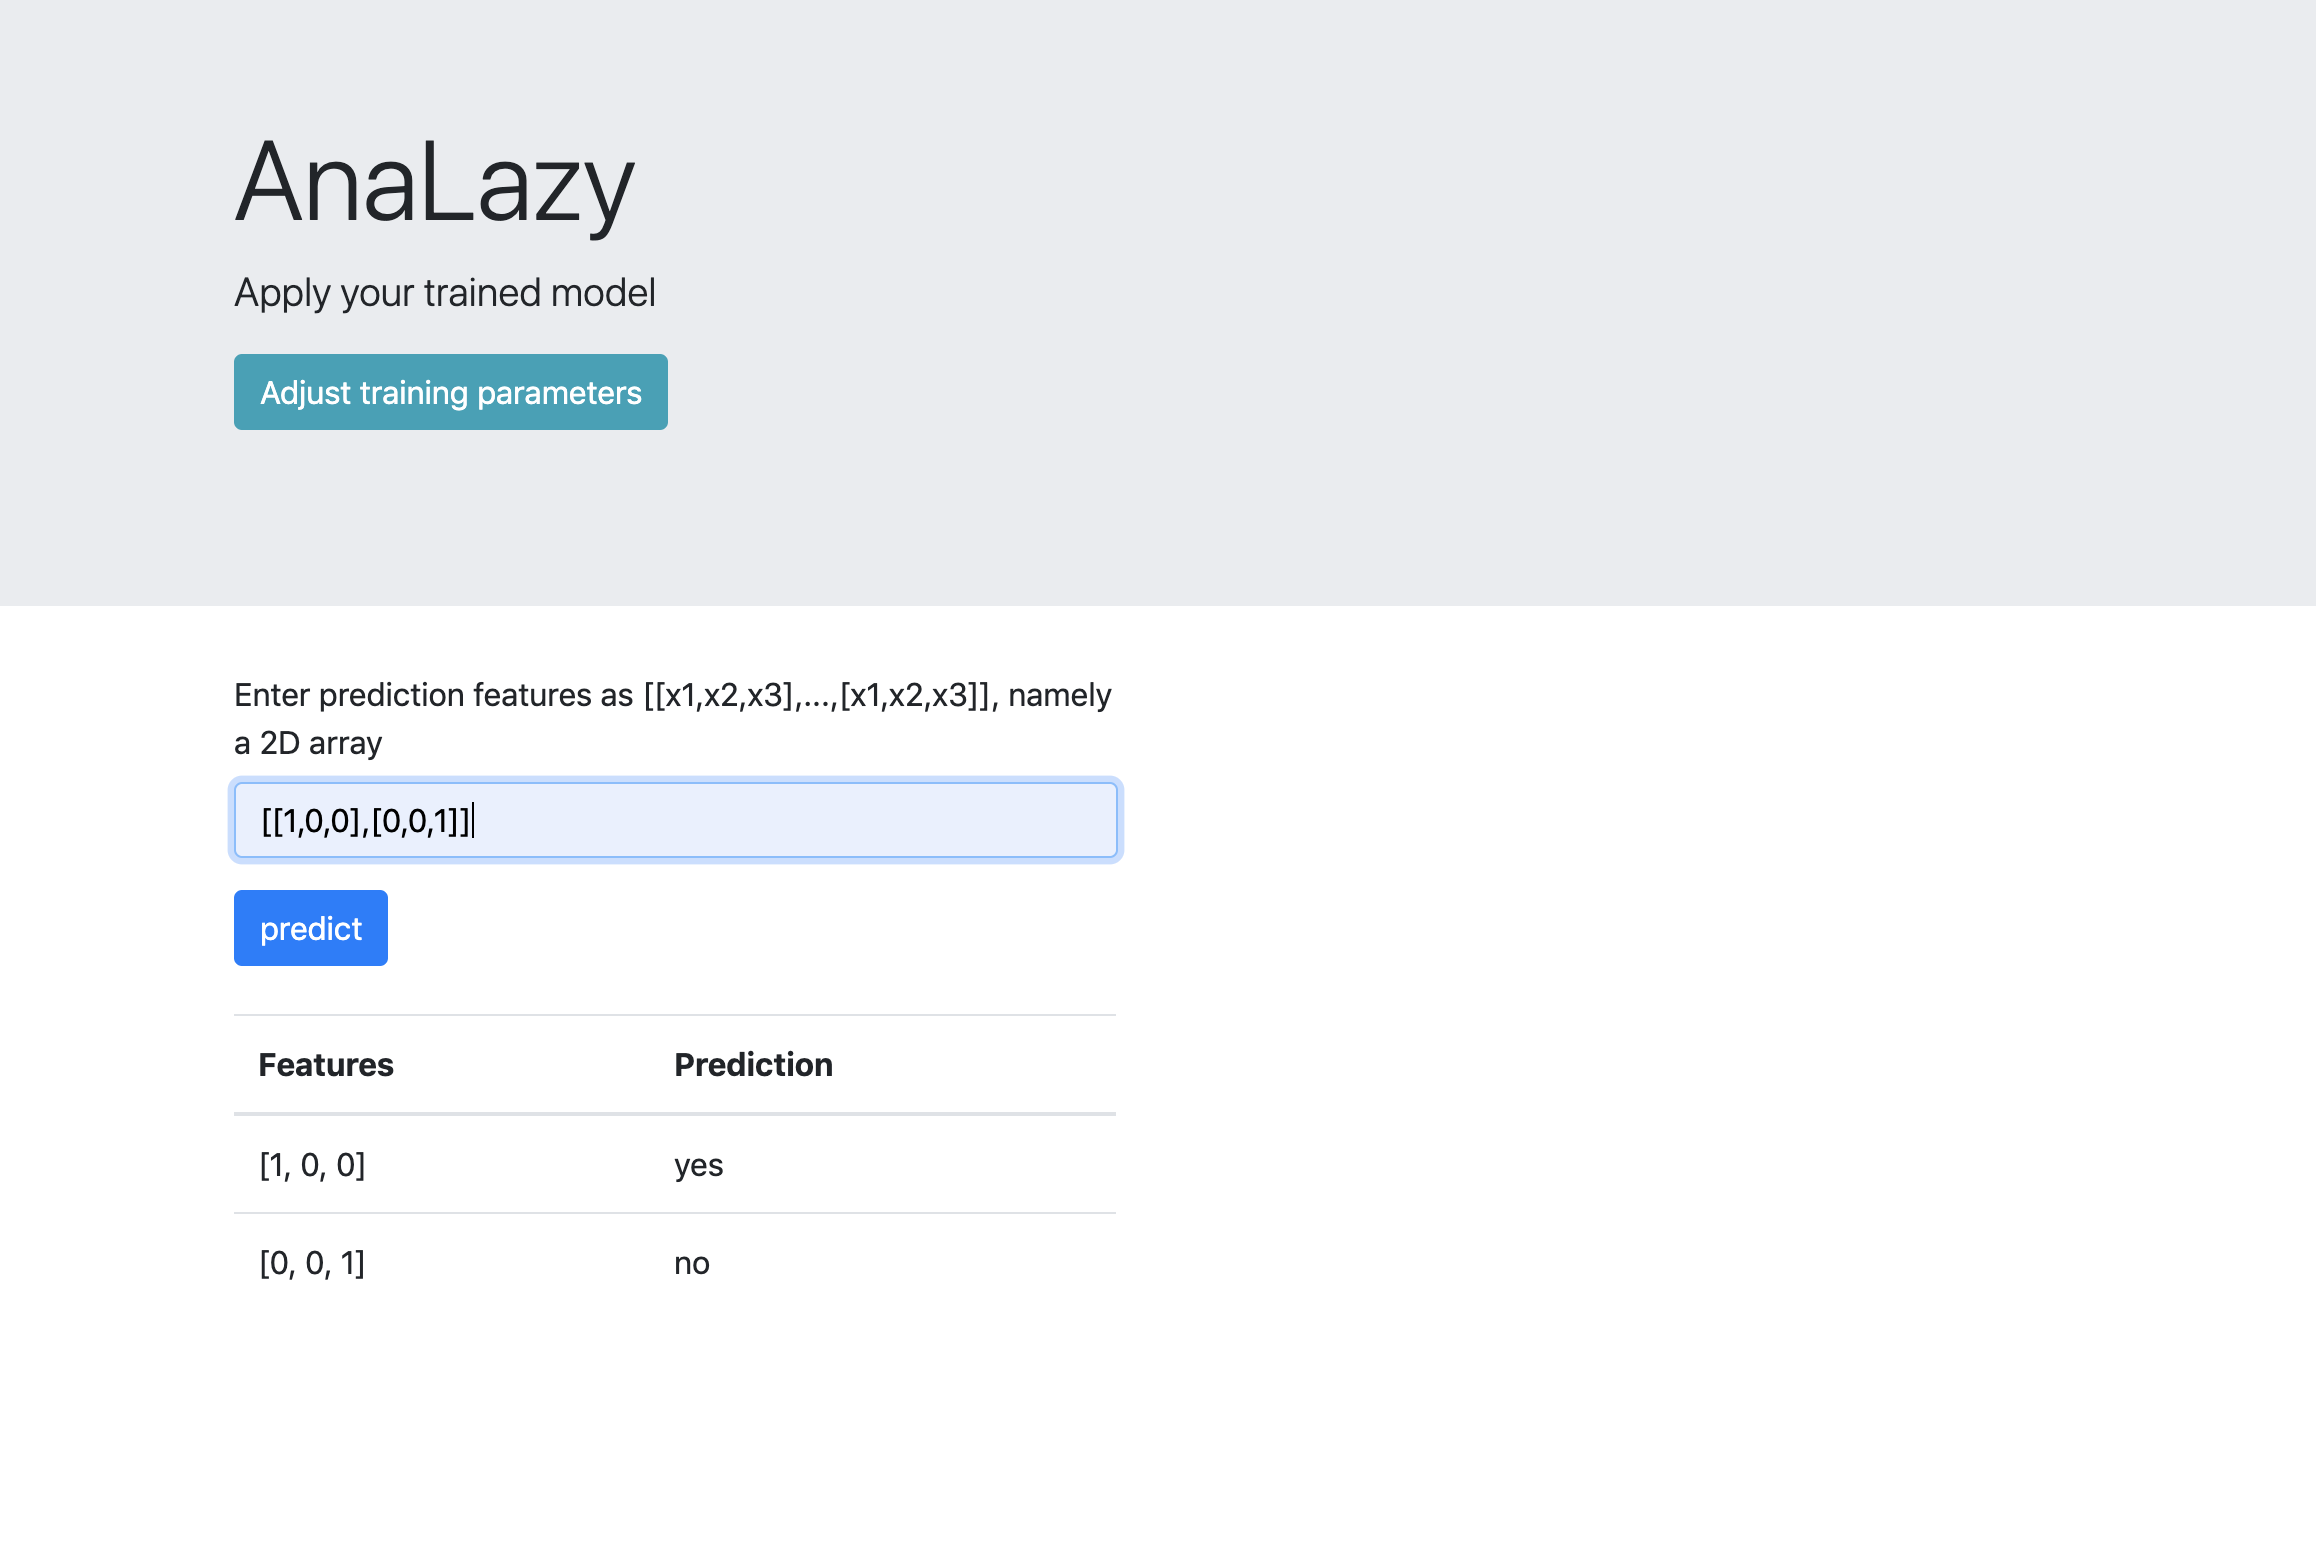 AnaLazy
Apply your trained model
Adjust training parameters
Enter prediction features as [[x1,x2,x3],...,[x1,x2,x3]], namely
a 2D array
[[1,0,0],[0,0,1]]
predict
Features Prediction
[1, 0, 0] yes
[0, 0, 1] no